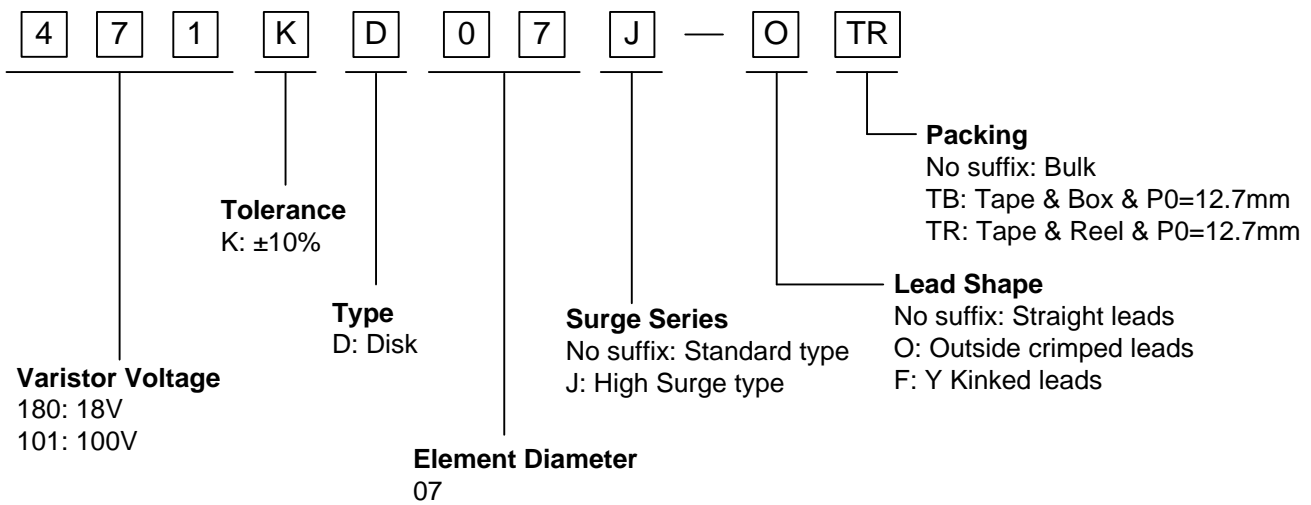 4 7 1 K D 0 7 J — O TR
Packing
No suffix: Bulk
TB: Tape & Box & P0=12.7mm
TR: Tape & Reel & P0=12.7mm
Tolerance
K: ±10%
Lead Shape
No suffix: Straight leads
O: Outside crimped leads
F: Y Kinked leads
Type
D: Disk
Surge Series
No suffix: Standard type
J: High Surge type
Varistor Voltage
180: 18V
101: 100V
Element Diameter
07